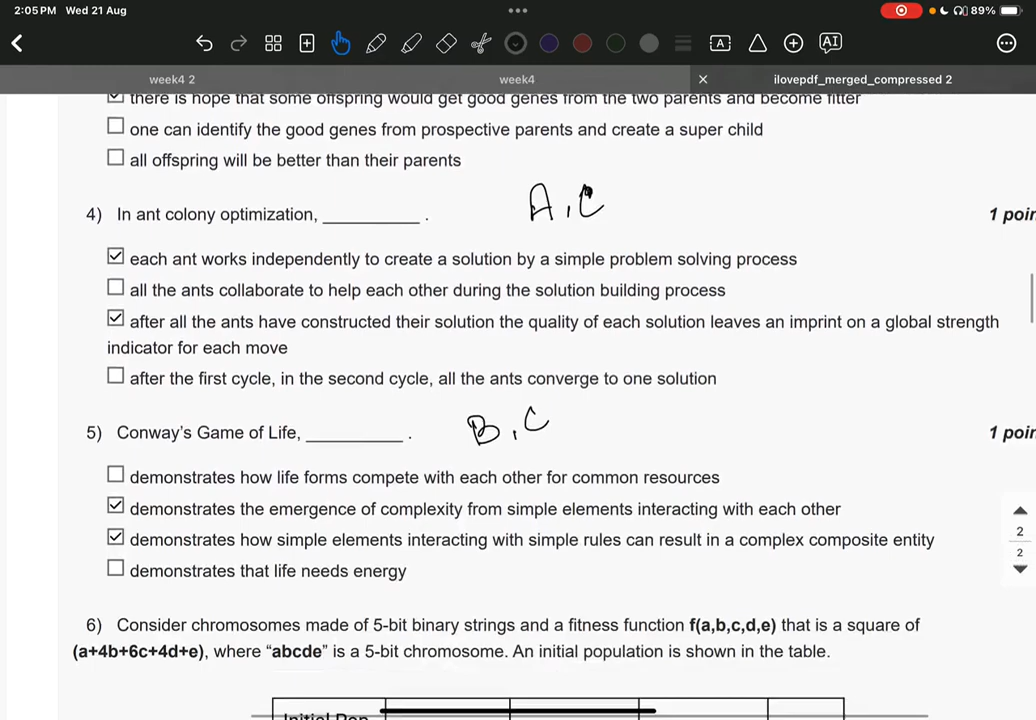 2:05 PM Wed 21 Aug
89%
A
AI
week4 2
week4
ilovepdf_merged_compressed 2
there is hope that some offspring would get good genes from the two parents and become fitter
one can identify the good genes from prospective parents and create a super child
all offspring will be better than their parents
A, C
4) In ant colony optimization, __________ .
1 poin
each ant works independently to create a solution by a simple problem solving process
all the ants collaborate to help each other during the solution building process
after all the ants have constructed their solution the quality of each solution leaves an imprint on a global strength
indicator for each move
after the first cycle, in the second cycle, all the ants converge to one solution
B, C
5) Conway's Game of Life, __________ .
1 poin
demonstrates how life forms compete with each other for common resources
demonstrates the emergence of complexity from simple elements interacting with each other
demonstrates how simple elements interacting with simple rules can result in a complex composite entity
demonstrates that life needs energy
2
2
6) Consider chromosomes made of 5-bit binary strings and a fitness function f(a,b,c,d,e) that is a square of
(a+4b+6c+4d+e), where “abcde” is a 5-bit chromosome. An initial population is shown in the table.
Initial Pop